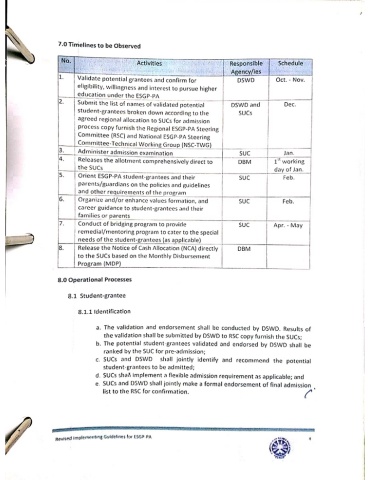 7.0 Timelines to be Observed
No. Activities Responsible Agency/ies Schedule
1. Validate potential grantees and confirm for DSWD Oct. - Nov.
eligibility, willingness and interest to pursue higher
education under the ESGP-PA
2. Submit the list of names of validated potential DSWD and Dec.
student-grantees broken down according to the SUCs
agreed regional allocation to SUCs for admission
process copy furnish the Regional ESGP-PA Steering
Committee (RSC) and National ESGP-PA Steering
Committee-Technical Working Group (NSC-TWG)
3. Administer admission examination SUC Jan.
4. Releases the allotment comprehensively direct to DBM 1st working
the SUCs day of Jan.
5. Orient ESGP-PA student-grantees and their SUC Feb.
parents/guardians on the policies and guidelines
and other requirements of the program
6. Organize and/or enhance values formation, and SUC Feb.
career guidance to student-grantees and their
families or parents
7. Conduct of bridging program to provide SUC Apr. - May
remedial/mentoring program to cater to the special
needs of the student-grantees (as applicable)
8. Release the Notice of Cash Allocation (NCA) directly DBM
to the SUCs based on the Monthly Disbursement
Program (MDP)
8.0 Operational Processes
8.1 Student-grantee
8.1.1 Identification
a. The validation and endorsement shall be conducted by DSWD. Results of
the validation shall be submitted by DSWD to RSC copy furnish the SUCs;
b. The potential student-grantees validated and endorsed by DSWD shall be
ranked by the SUC for pre-admission;
c. SUCs and DSWD shall jointly identify and recommend the potential
student-grantees to be admitted;
d. SUCs shall implement a flexible admission requirement as applicable; and
e. SUCs and DSWD shall jointly make a formal endorsement of final admission
list to the RSC for confirmation.
Revised Implementing Guidelines for ESGP-PA